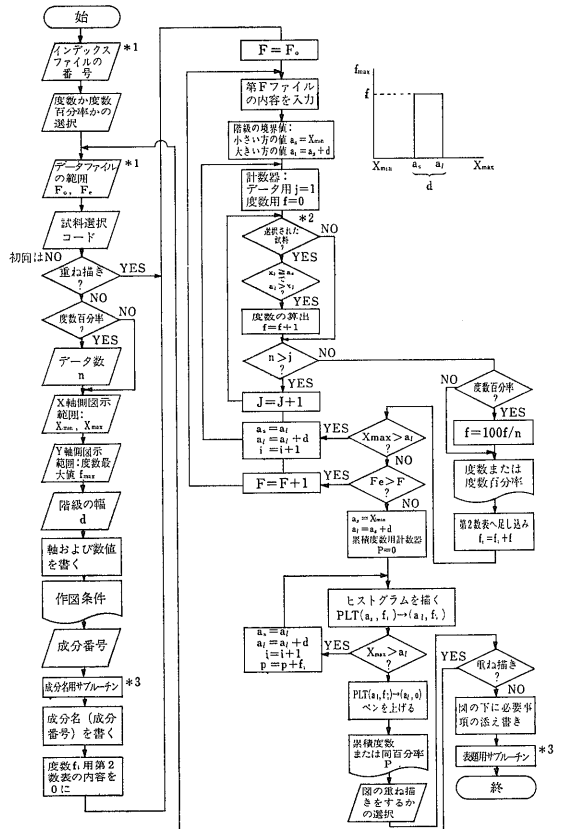 始
インデックス
ファイルの
番号
*1
度数か度数
百分率かの
選択
データファイル
の範囲
F₀, Fₑ
*1
試料選択
コード
初回はNO
重ね描き
?
YES
NO
度数百分率
?
NO
YES
データ数
n
X軸側図示
範囲:
Xmin, Xmax
Y軸側図示
範囲:度数最
大値 fmax
階級の幅
d
軸および数値
を書く
作図条件
成分番号
成分名用サブルーチン
*3
成分名(成分
番号)を書く
度数fᵢ用第2
数表の内容を
0に
F=F₀
第Fファイル
の内容を入力
階級の境界値:
小さい方の値 aₛ=Xmin
大きい方の値 aₗ=aₛ+d
計数器:
データ用 j=1
度数用 f=0
*2
選択された
試料?
NO
YES
?
YES
度数の算出
f=f+1
n>j
?
NO
YES
J=J+1
aₛ=aₗ
aₗ=aₗ+d
i=i+1
YES
Xmax>aₗ
?
NO
F=F+1
YES
Fe>F
?
NO
aₛ=Xmin
aₗ=aₛ+d
累積度数用計数器
P=0
ヒストグラムを描く
PLT(aₛ, fᵢ)→(aₗ, fᵢ)
aₛ=aₗ
aₗ=aₗ+d
i=i+1
p=p+fᵢ
YES
Xmax>aₗ
?
NO
PLT(aₗ, fᵢ)→(aₗ, 0)
ペンを上げる
累積度数
または同百分率
P
図の重ね描
きをするか
の選択
fmax
f
Xmin
aₛ
aₗ
Xmax
d
NO
度数百分率
?
YES
f=100f/n
度数または
度数百分率
第2数表へ足し込み
fᵢ=fᵢ+f
YES
重ね描き
?
NO
図の下に必要事
項の添え書き
表題用サブルーチン
*3
終